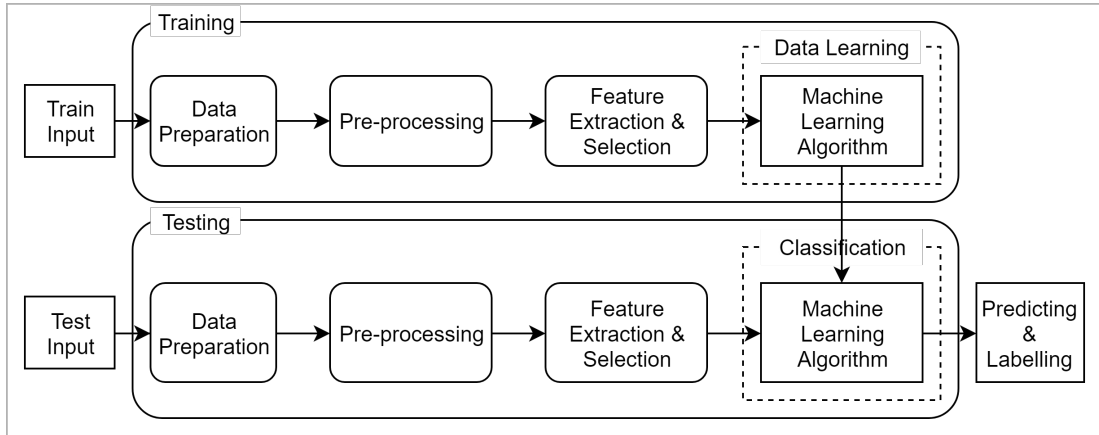 Training
Data Learning
Train
Input
Data
Preparation
Pre-processing
Feature
Extraction &
Selection
Machine
Learning
Algorithm
Testing
Classification
Test
Input
Data
Preparation
Pre-processing
Feature
Extraction &
Selection
Machine
Learning
Algorithm
Predicting
&
Labelling